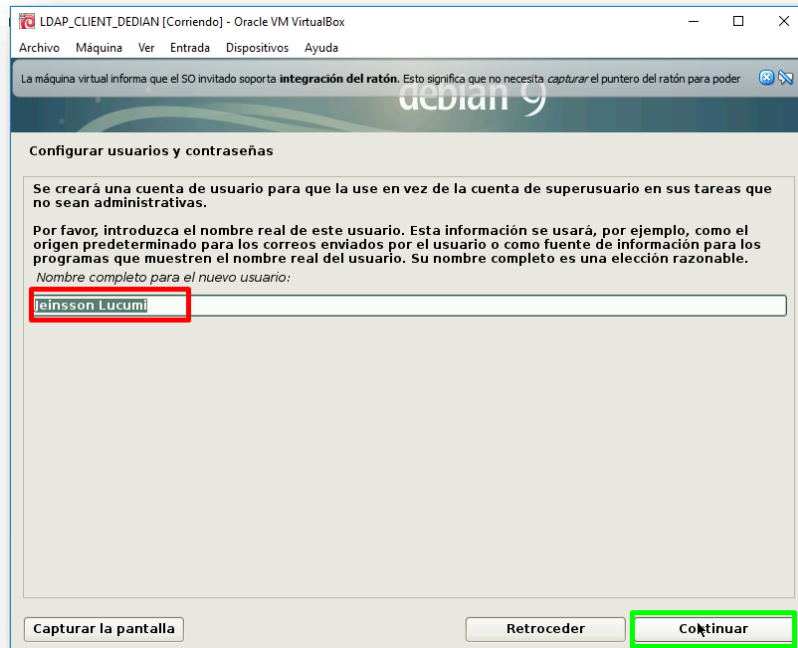 LDAP_CLIENT_DEDIAN [Corriendo] - Oracle VM VirtualBox
Archivo Máquina Ver Entrada Dispositivos Ayuda
La máquina virtual informa que el SO invitado soporta integración del ratón. Esto significa que no necesita capturar el puntero del ratón para poder
debian 9
Configurar usuarios y contraseñas
Se creará una cuenta de usuario para que la use en vez de la cuenta de superusuario en sus tareas que
no sean administrativas.
Por favor, introduzca el nombre real de este usuario. Esta información se usará, por ejemplo, como el
origen predeterminado para los correos enviados por el usuario o como fuente de información para los
programas que muestren el nombre real del usuario. Su nombre completo es una elección razonable.
Nombre completo para el nuevo usuario:
Jeinsson Lucumi
Capturar la pantalla Retroceder Continuar